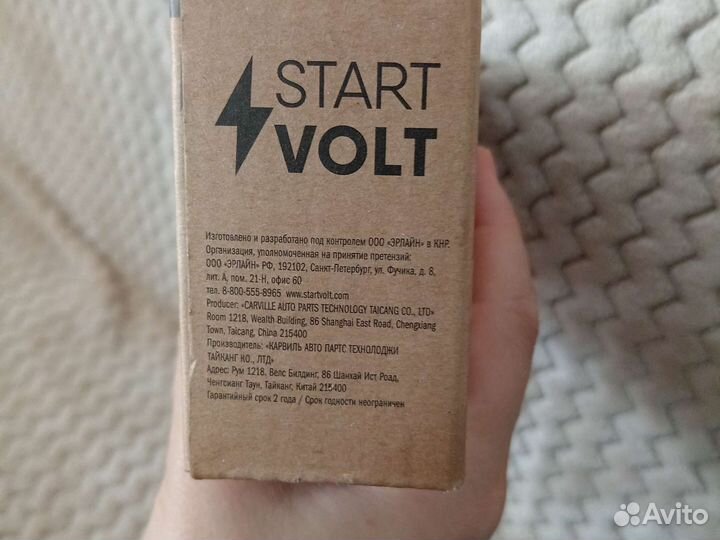 START
VOLT
Изготовлено и разработано под контролем ООО «ЭРЛАЙН» в КНР.
Организация, уполномоченная на принятие претензий:
ООО «ЭРЛАЙН» РФ, 192102, Санкт-Петербург, ул. Фучика, д. 8,
лит. А, пом. 21-Н, офис 60
тел. 8-800-555-8965 www.startvolt.com
Producer: «CARVILLE AUTO PARTS TECHNOLOGY TAICANG CO., LTD»
Room 1218, Wealth Building, 86 Shanghai East Road, Chengxiang
Town, Taicang, China 215400
Производитель: «КАРВИЛЬ АВТО ПАРТС ТЕХНОЛОДЖИ
ТАЙКАНГ КО., ЛТД»
Адрес: Рум 1218, Велс Билдинг, 86 Шанхай Ист Роад,
Ченгсианг Таун, Тайканг, Китай 215400
Гарантийный срок 2 года / Срок годности неограничен
Avito